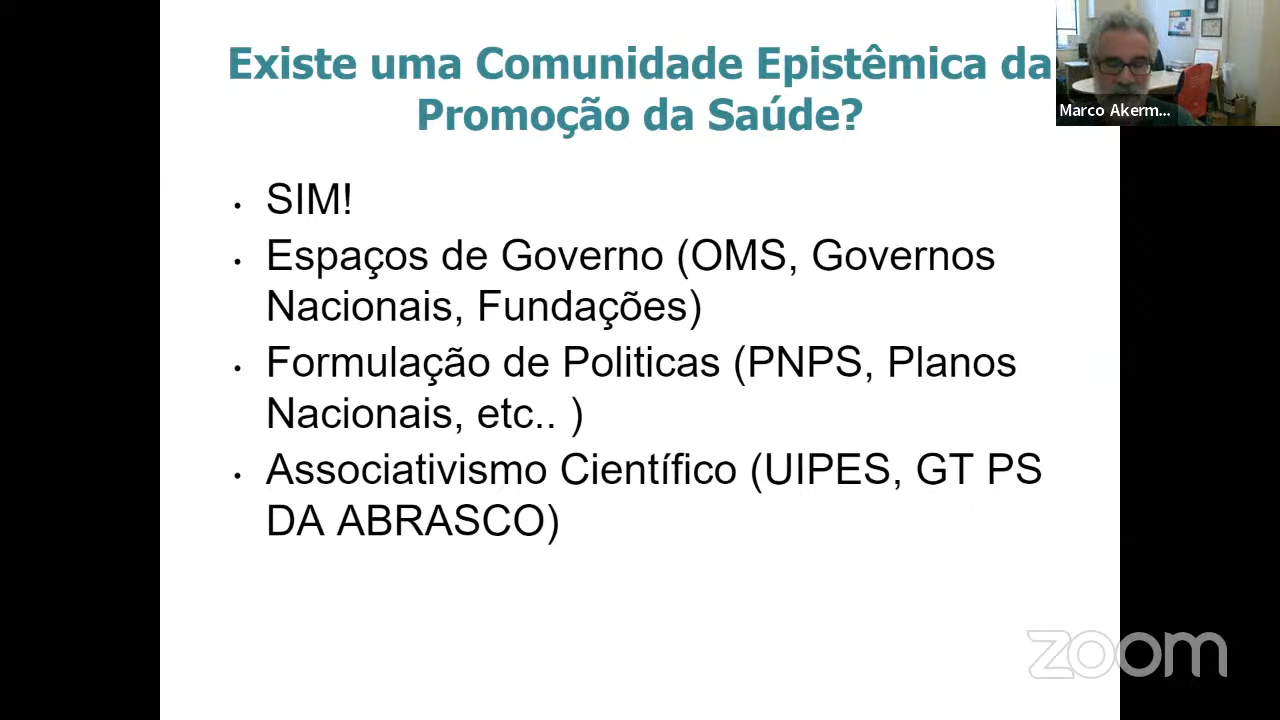 Existe uma Comunidade Epistêmica da
Promoção da Saúde?
Marco Akerm...
• SIM!
• Espaços de Governo (OMS, Governos
Nacionais, Fundações)
• Formulação de Politicas (PNPS, Planos
Nacionais, etc.. )
• Associativismo Científico (UIPES, GT PS
DA ABRASCO)
zoom